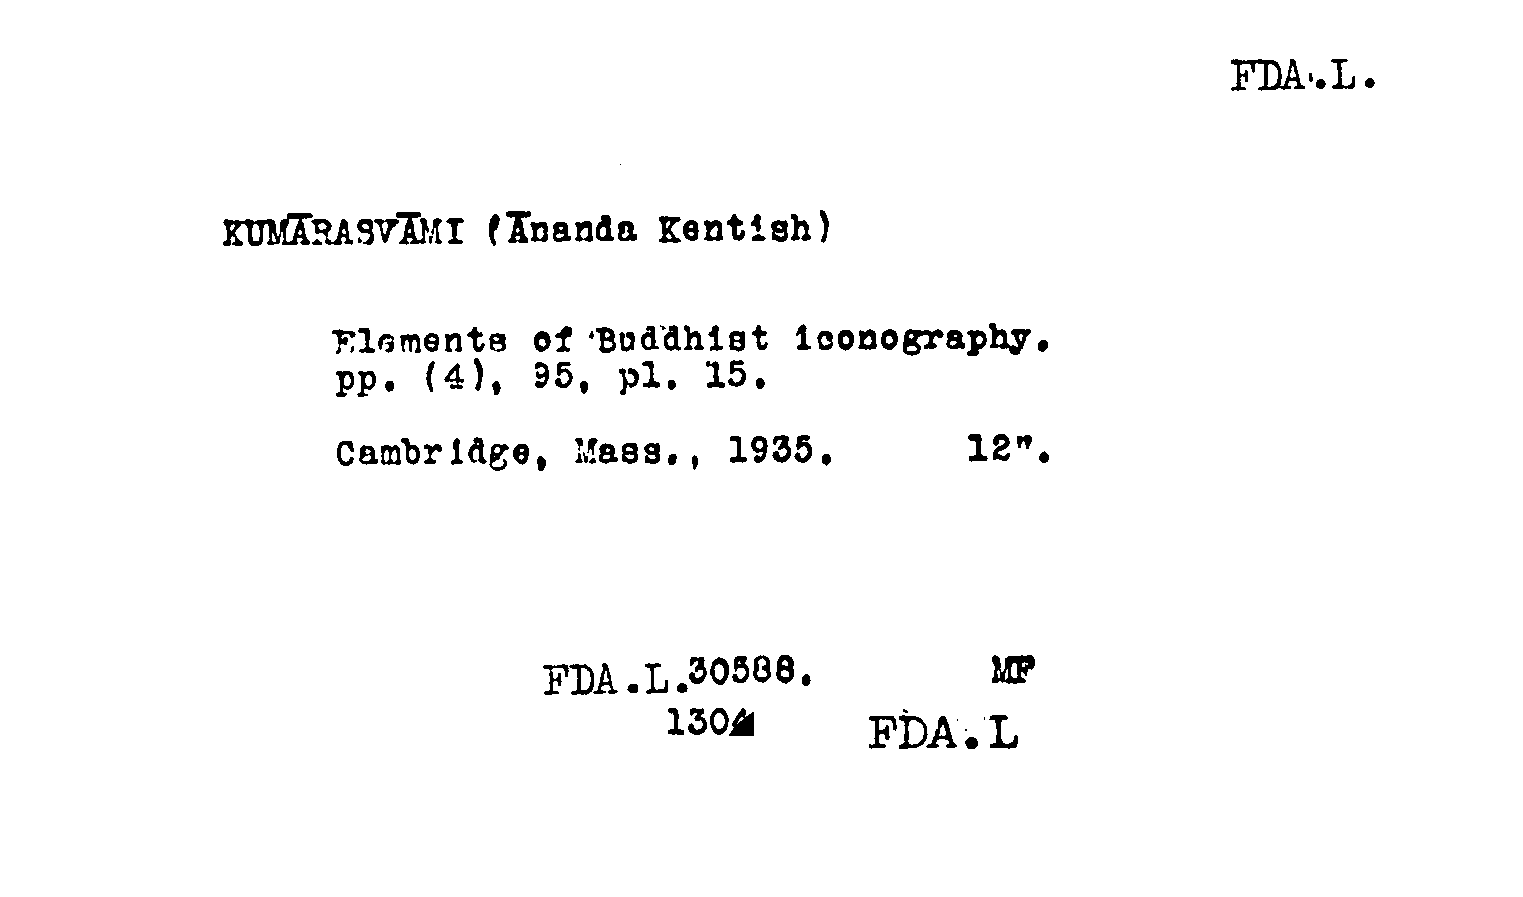 FDA.L.
KUMĀRASVĀMI (Ānanda Kentish)
Elements of Buddhist iconography.
pp. (4), 95, pl. 15.
Cambridge, Mass., 1935. 12".
FDA.L.30588. MF
FDA.L